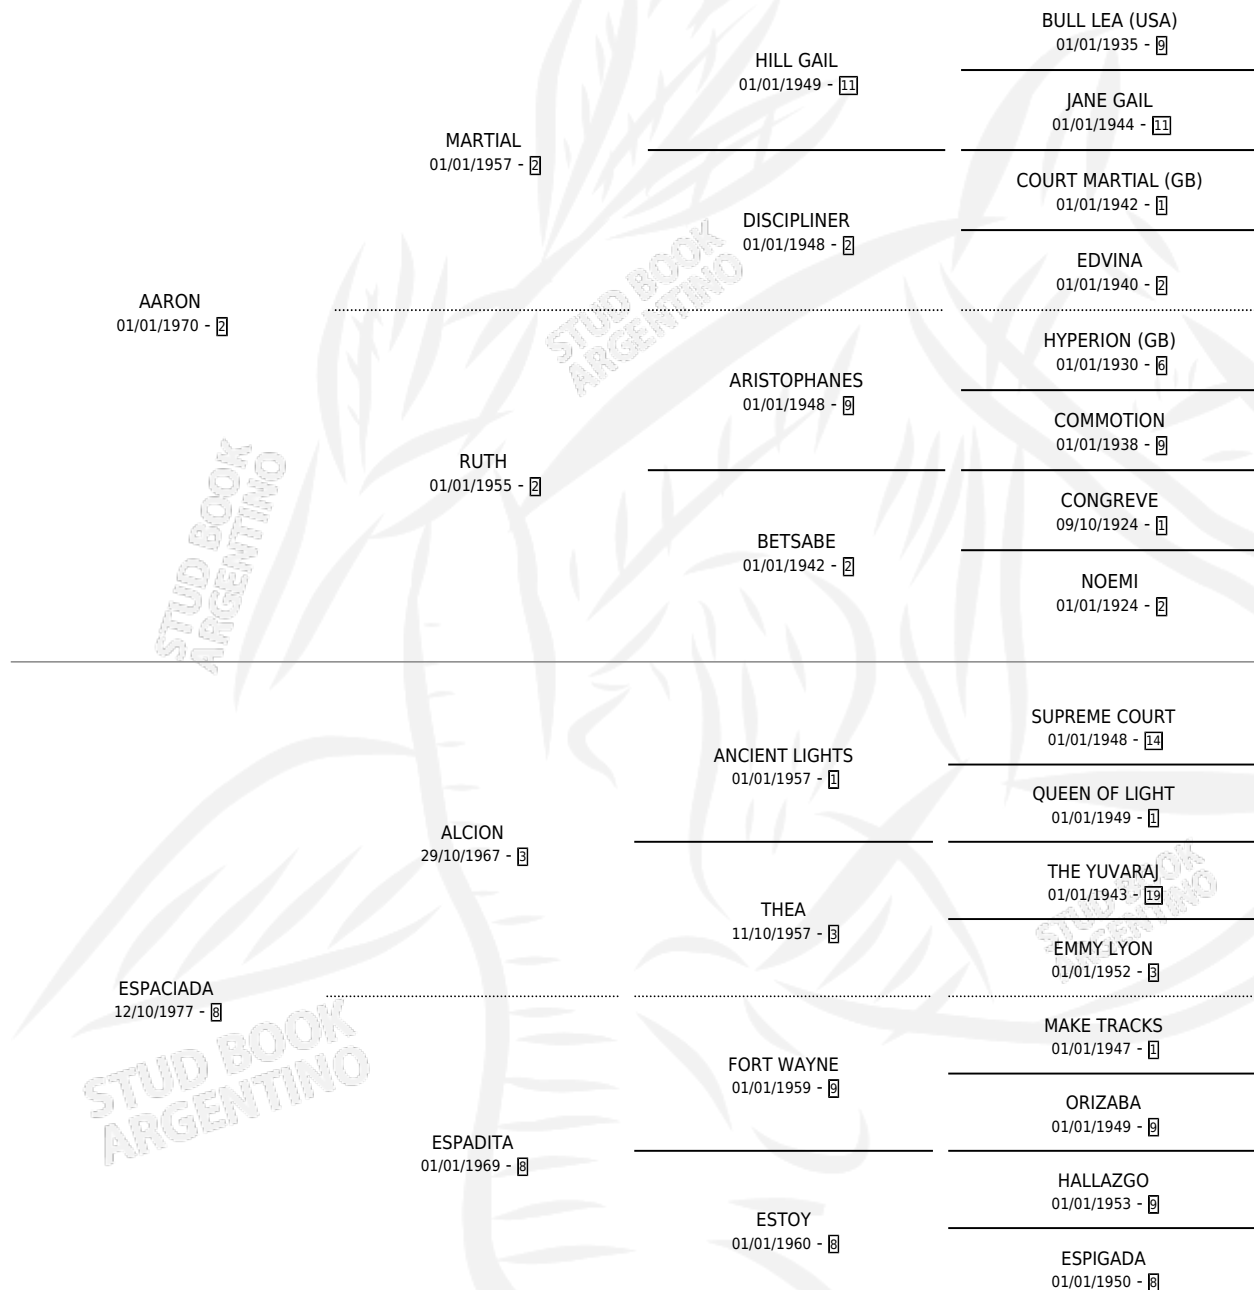 BULL LEA (USA)
01/01/1935 - 9
HILL GAIL
01/01/1949 - 11
JANE GAIL
01/01/1944 - 11
MARTIAL
01/01/1957 - 2
COURT MARTIAL (GB)
01/01/1942 - 1
DISCIPLINER
01/01/1948 - 2
EDVINA
01/01/1940 - 2
AARON
01/01/1970 - 2
HYPERION (GB)
01/01/1930 - 6
ARISTOPHANES
01/01/1948 - 9
COMMOTION
01/01/1938 - 9
RUTH
01/01/1955 - 2
CONGREVE
09/10/1924 - 1
BETSABE
01/01/1942 - 2
NOEMI
01/01/1924 - 2
SUPREME COURT
01/01/1948 - 14
ANCIENT LIGHTS
01/01/1957 - 1
QUEEN OF LIGHT
01/01/1949 - 1
ALCION
29/10/1967 - 3
THE YUVARAJ
01/01/1943 - 19
THEA
11/10/1957 - 3
EMMY LYON
01/01/1952 - 3
ESPACIADA
12/10/1977 - 8
MAKE TRACKS
01/01/1947 - 1
FORT WAYNE
01/01/1959 - 9
ORIZABA
01/01/1949 - 9
ESPADITA
01/01/1969 - 8
HALLAZGO
01/01/1953 - 9
ESTOY
01/01/1960 - 8
ESPIGADA
01/01/1950 - 8
STUD BOOK
ARGENTINO
STUD BOOK
ARGENTINO
STUD BOOK
ARGENTINO
STUD BOOK
ARGENTINO